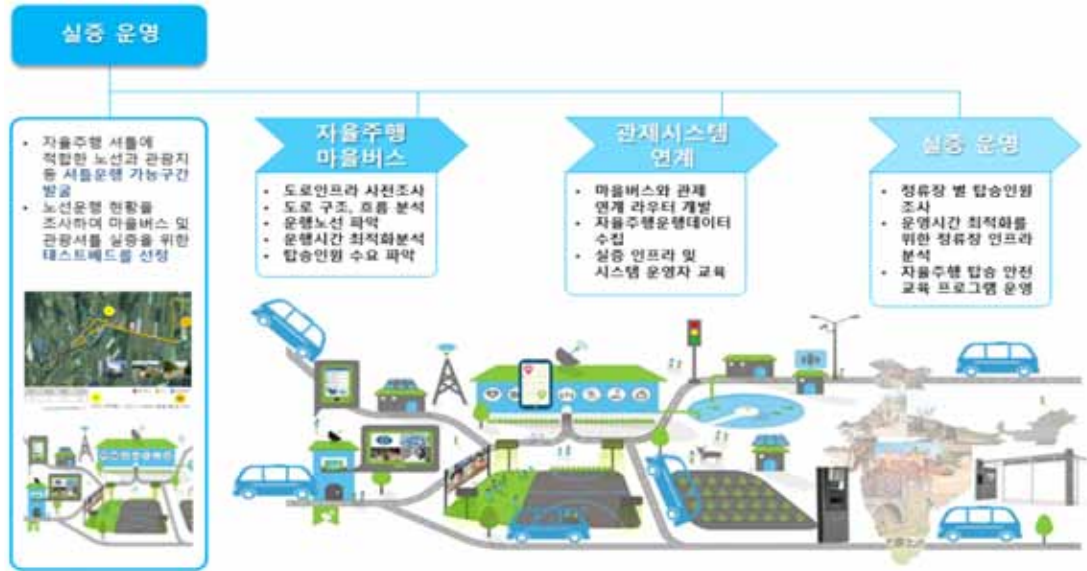 실증 운영
• 자율주행 셔틀에
적합한 노선과 관광지
등 셔틀운행 가능구간
발굴
• 노선운행 현황을
조사하여 마을버스 및
관광셔틀 실증을 위한
테스트베드를 선정
자율주행
마을버스
• 도로인프라 사전조사
• 도로 구조, 흐름 분석
• 운행노선 파악
• 운행시간 최적화분석
• 탑승인원 수요 파악
관제시스템
연계
• 마을버스와 관제
연계 라우터 개발
• 자율주행운행데이터
수집
• 실증 인프라 및
시스템 운영자 교육
실증 운영
• 정류장 별 탑승인원
조사
• 운영시간 최적화를
위한 정류장 인프라
분석
• 자율주행 탑승 안전
교육 프로그램 운영